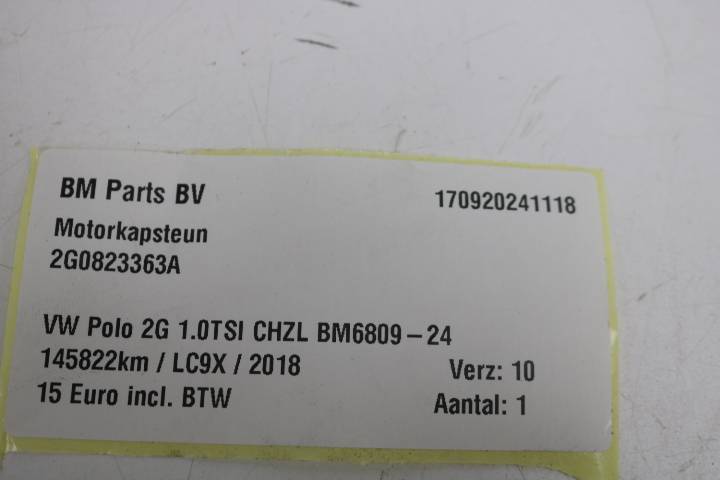 BM Parts BV 170920241118
Motorkapsteun
2G0823363A
VW Polo 2G 1.0TSI CHZL BM6809-24
145822km / LC9X / 2018 Verz: 10
15 Euro incl. BTW Aantal: 1